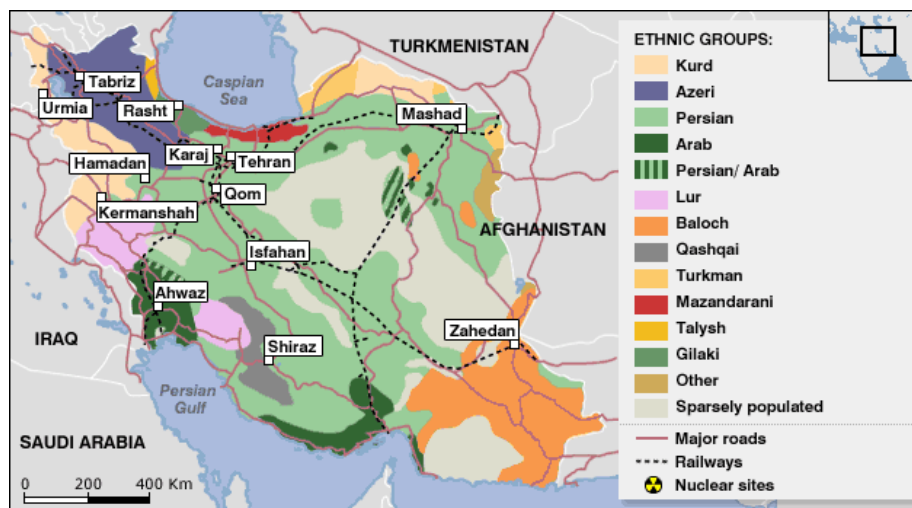 TURKMENISTAN
Caspian
Sea
Tabriz
Urmia
Rasht
Mashad
Karaj
Tehran
Hamadan
Qom
Kermanshah
AFGHANISTAN
Isfahan
Ahwaz
IRAQ
Zahedan
Shiraz
Persian
Gulf
SAUDI ARABIA
0 200 400 Km
ETHNIC GROUPS:
Kurd
Azeri
Persian
Arab
Persian/ Arab
Lur
Baloch
Qashqai
Turkman
Mazandarani
Talysh
Gilaki
Other
Sparsely populated
Major roads
Railways
Nuclear sites